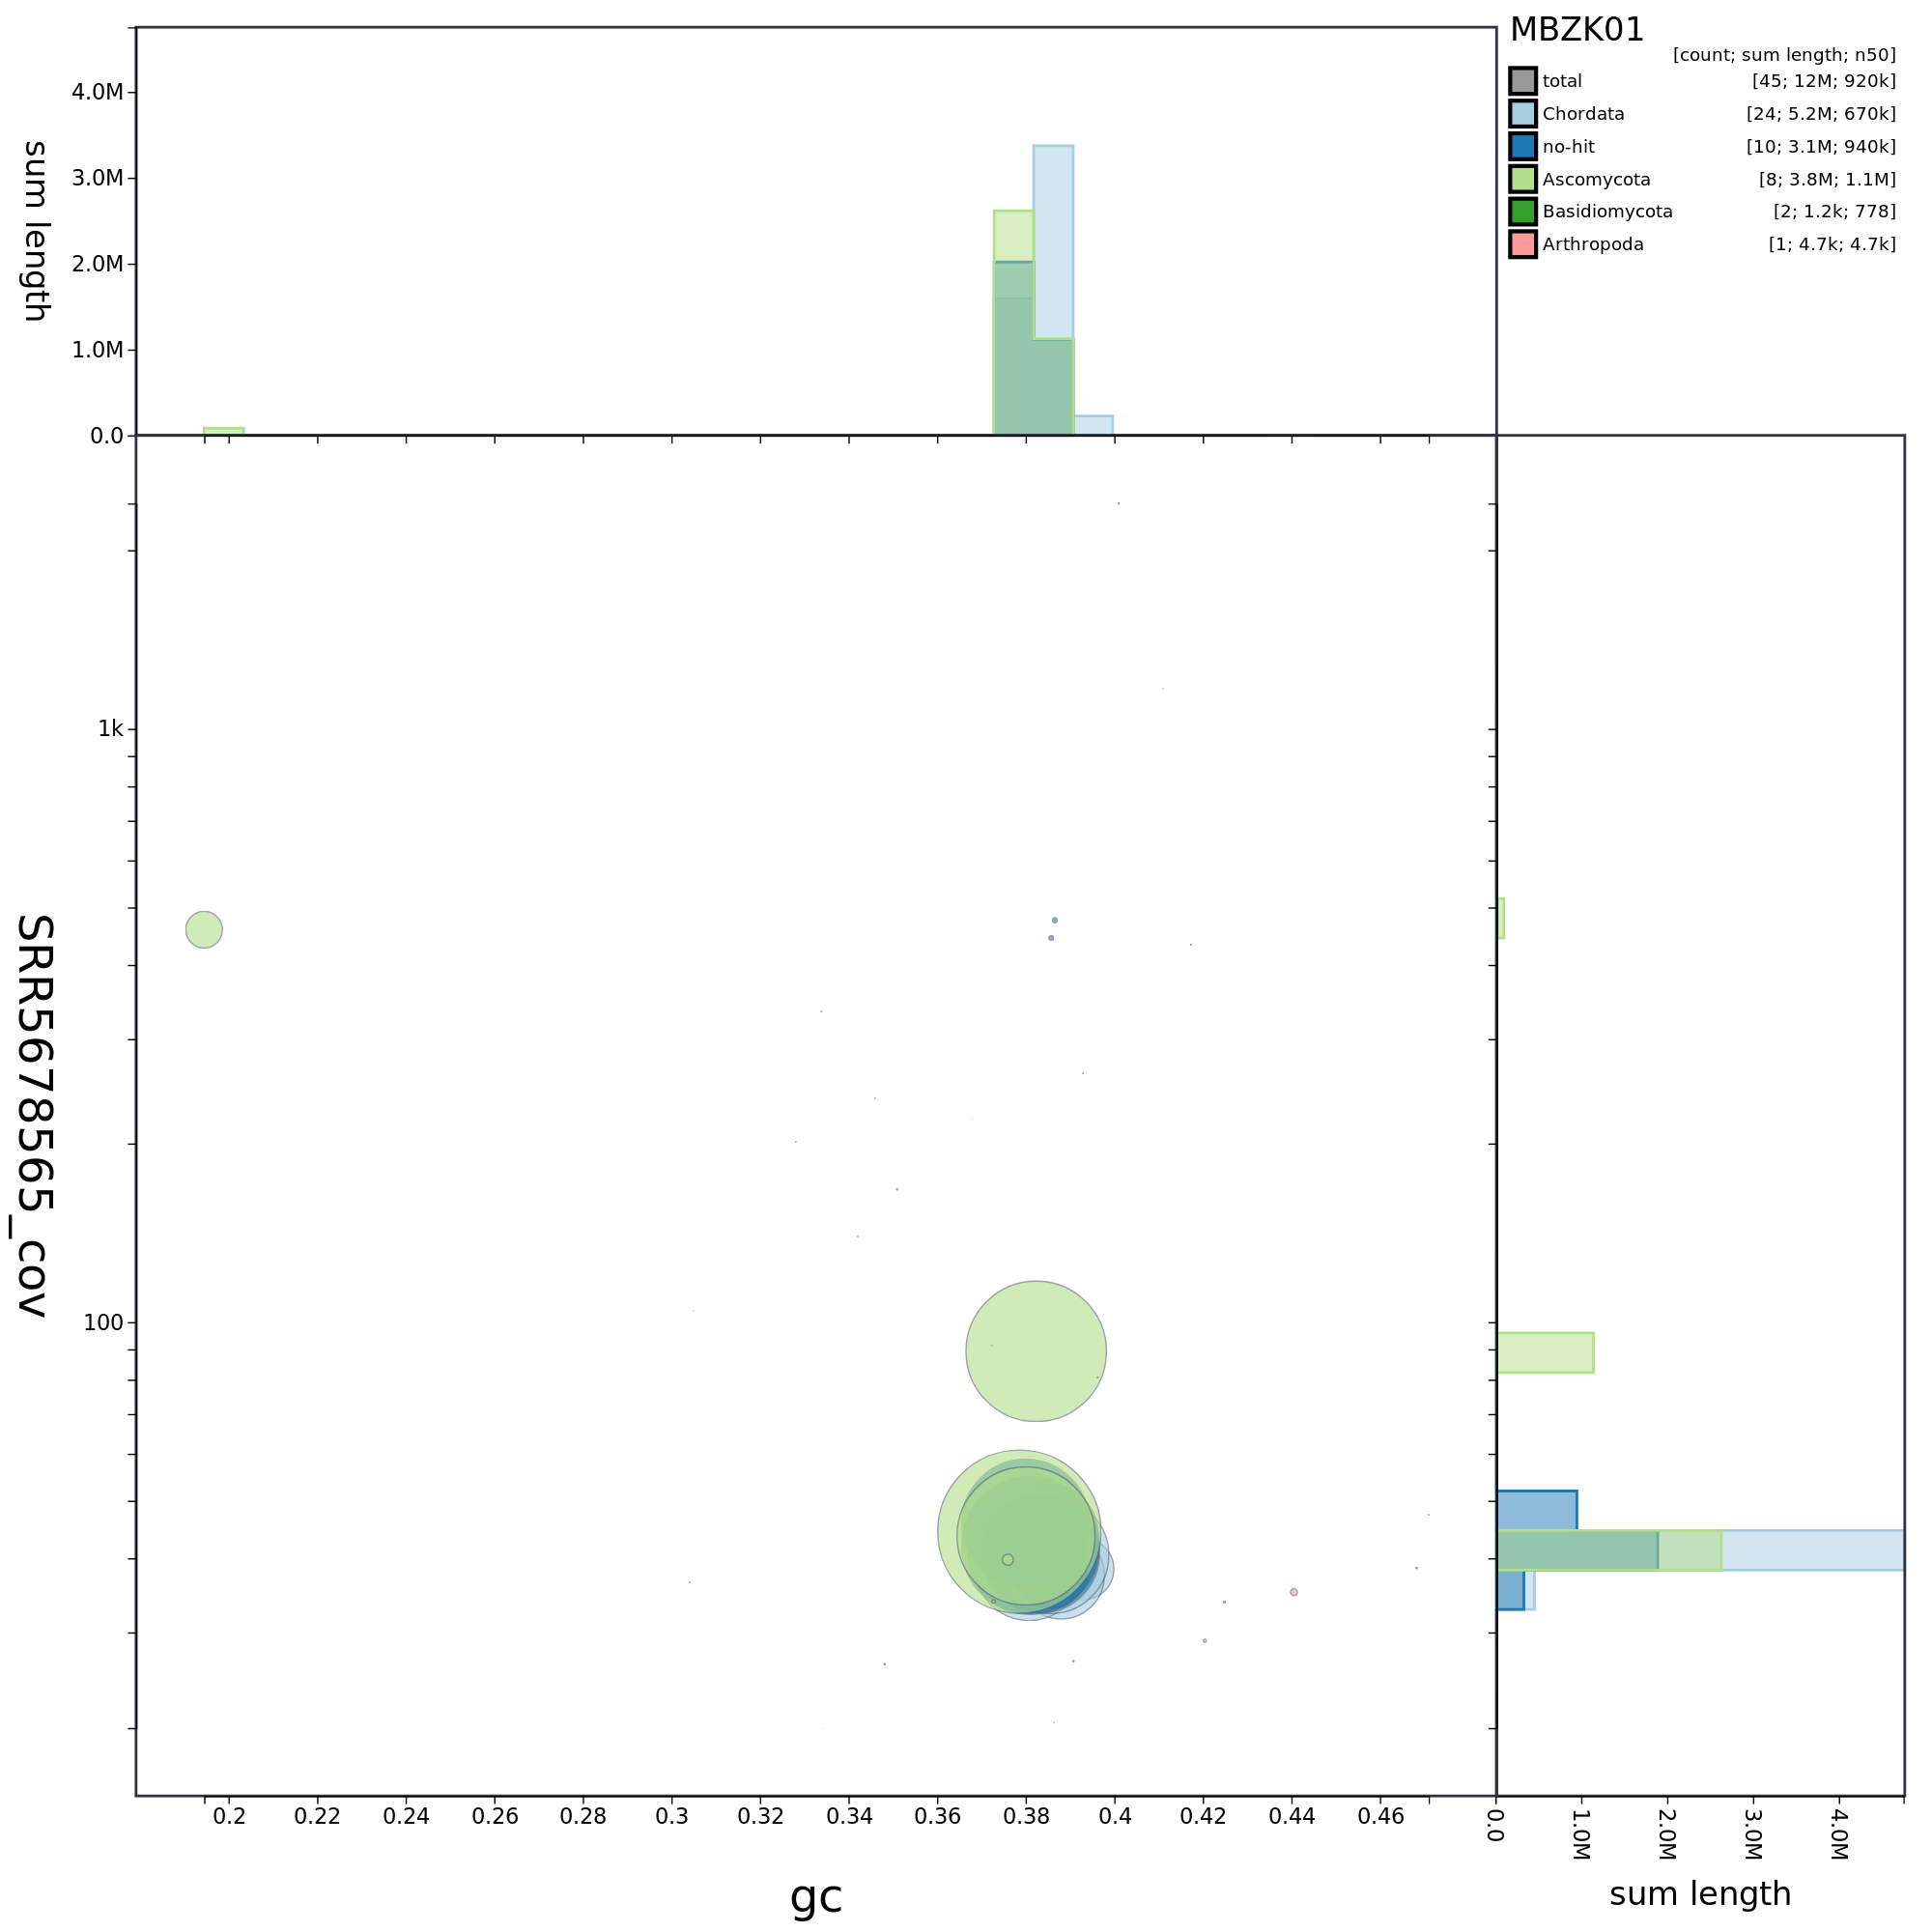 MBZK01
[count; sum length; n50]
total [45; 12M; 920k]
Chordata [24; 5.2M; 670k]
no-hit [10; 3.1M; 940k]
Ascomycota [8; 3.8M; 1.1M]
Basidiomycota [2; 1.2k; 778]
Arthropoda [1; 4.7k; 4.7k]
sum length
4.0M
3.0M
2.0M
1.0M
0.0
SRR5678565_cov
1k
100
0.2 0.22 0.24 0.26 0.28 0.3 0.32 0.34 0.36 0.38 0.4 0.42 0.44 0.46
gc
0.0 1.0M 2.0M 3.0M 4.0M
sum length